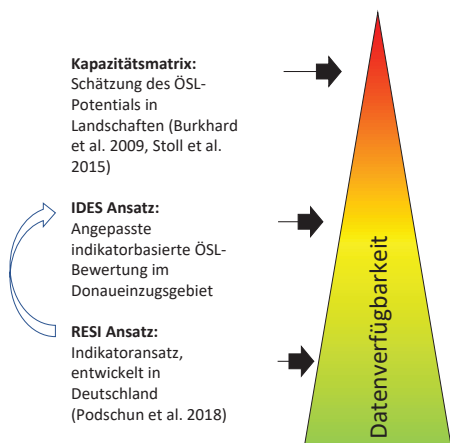 Kapazitätsmatrix:
Schätzung des ÖSL-
Potentials in
Landschaften (Burkhard
et al. 2009, Stoll et al.
2015)
IDES Ansatz:
Angepasste
indikatorbasierte ÖSL-
Bewertung im
Donaueinzugsgebiet
RESI Ansatz:
Indikatoransatz,
entwickelt in
Deutschland
(Podschun et al. 2018)
Datenverfügbarkeit